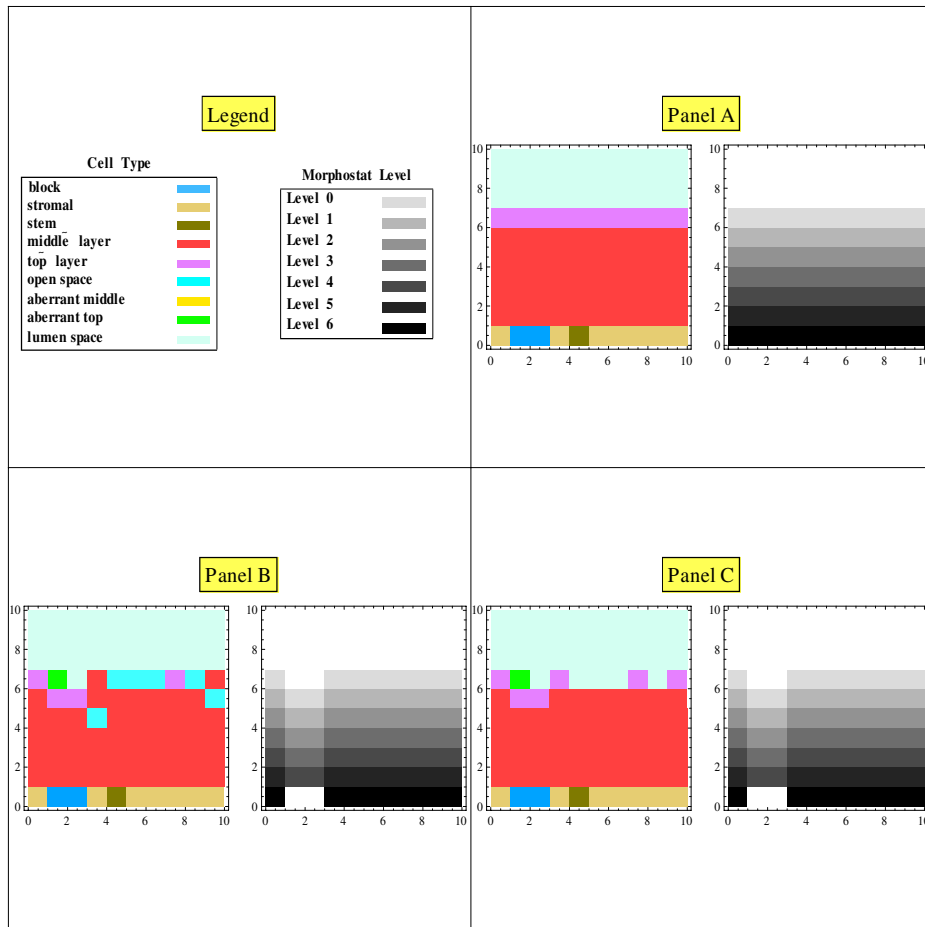 Legend
Cell Type
block
stromal
stem
middle layer
top layer
open space
aberrant middle
aberrant top
lumen space
Morphostat Level
Level 0
Level 1
Level 2
Level 3
Level 4
Level 5
Level 6
Panel A
10
8
6
4
2
0
0 2 4 6 8 10
10
8
6
4
2
0
0 2 4 6 8 10
Panel B
10
8
6
4
2
0
0 2 4 6 8 10
10
8
6
4
2
0
0 2 4 6 8 10
Panel C
10
8
6
4
2
0
0 2 4 6 8 10
10
8
6
4
2
0
0 2 4 6 8 10